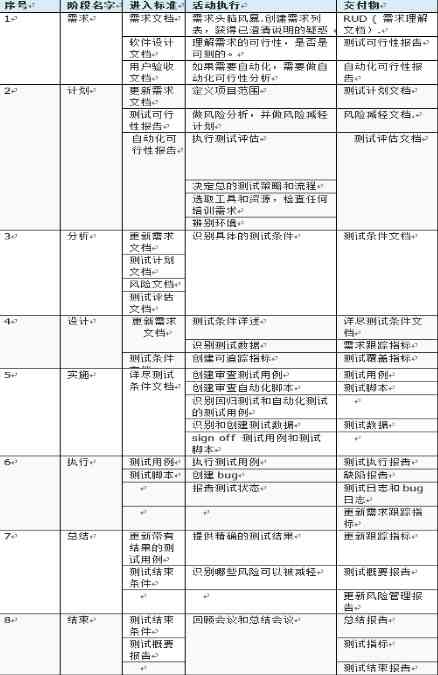 序号 阶段名字 进入标准 活动执行 交付物
1 需求 需求文档 需求头脑风暴.创建需求列 RUD ( 需求理解
表，获得已澄清说明的疑惑 文档）.
软件设计 理解需求的可行性，是否是 测试可行性报告
文档 可测的。
用户验收 如果需要自动化，需要做自 自动化可行性报
文档 动化可行性分析 告
2 计划 更新需求 定义项目范围 测试计划文档
文档
测试可行 做风险分析，并做风险减轻 风险减轻文档.
性报告 计划
自动化可 执行测试评估 测试评估文档
行性报告
决定总的测试策略和流程
选取工具和资源，检查任何
培训需求
辨别环境
3 分析 更新需求 识别具体的测试条件 测试条件文档
文档
测试计划
文档
风险文档
测试评估
文档
4 设计 更新需求 测试条件详述 详尽测试条件文
文档 档
识别测试数据 需求跟踪指标
测试条件 创建可追踪指标 测试覆盖指标
5 实施 详尽测试 创建审查测试用例 测试用例
条件文档 创建审查自动化脚本 测试脚本
识别回归测试和自动化测试
的测试用例
识别和创建测试数据 测试数据
sign off 测试用例和测试
脚本
6 执行 测试用例 执行测试用例 测试执行报告
测试脚本 创建 bug 缺陷报告
报告测试状态 测试日志和 bug
日志
更新需求跟踪指
标
7 总结 更新带有 提供精确的测试结果 更新跟踪指标
结果的测
试用例
测试结束 识别哪些风险可以被减轻 测试概要报告
条件
更新风险管理报
告
8 结束 测试结束 回顾会议和总结会议 总结报告
条件
测试概要 测试指标
报告
测试结束报告